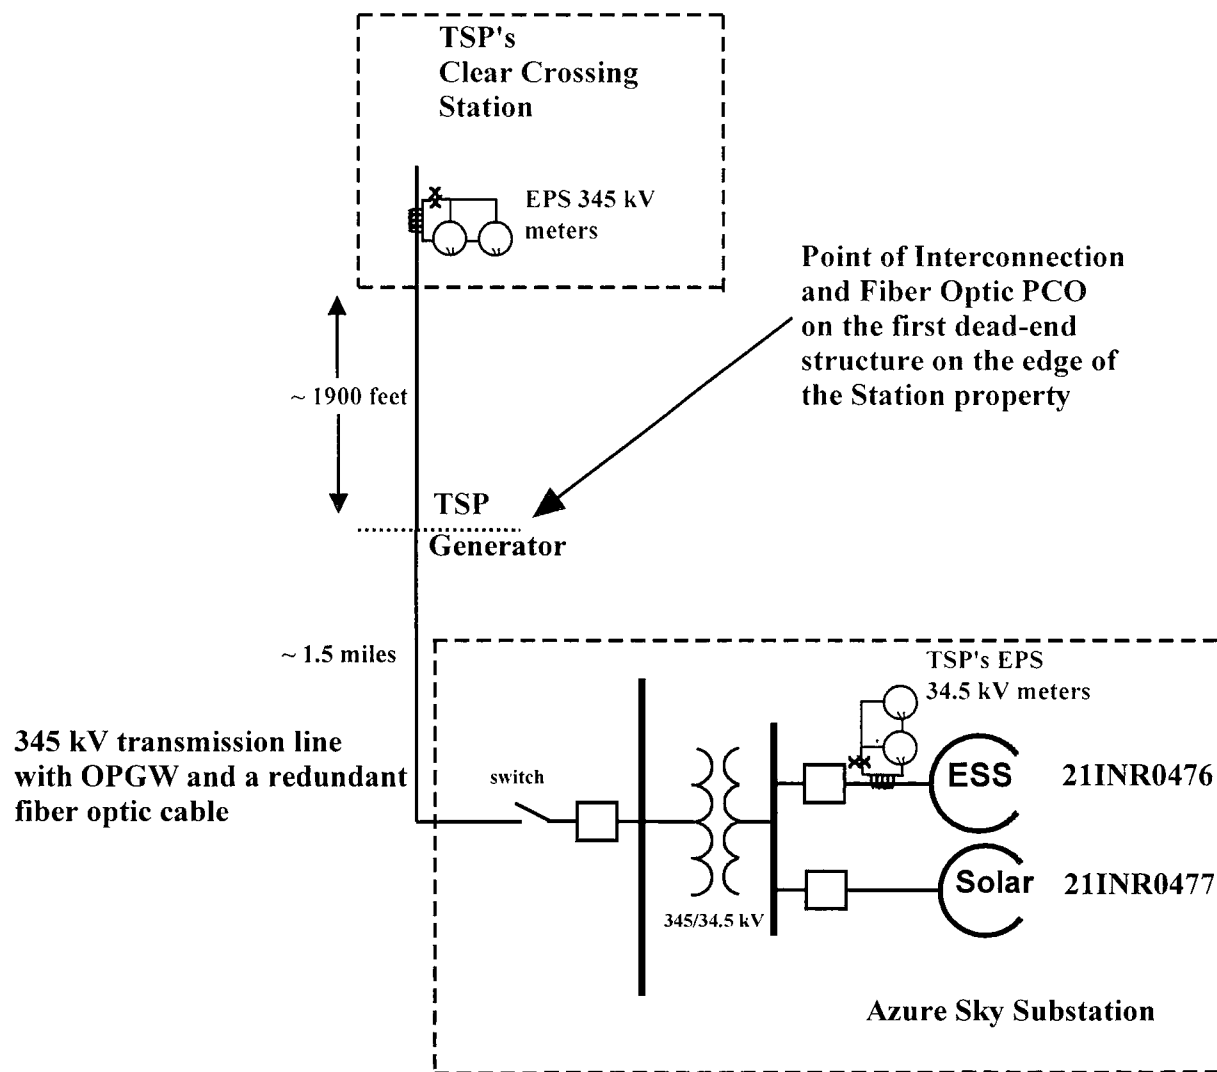 TSP's
Clear Crossing
Station
EPS 345 kV
meters
Point of Interconnection
and Fiber Optic PCO
on the first dead-end
structure on the edge of
the Station property
~ 1900 feet
TSP
Generator
~ 1.5 miles
TSP's EPS
34.5 kV meters
345 kV transmission line
with OPGW and a redundant
fiber optic cable
switch
ESS
21INR0476
Solar
21INR0477
345/34.5 kV
Azure Sky Substation